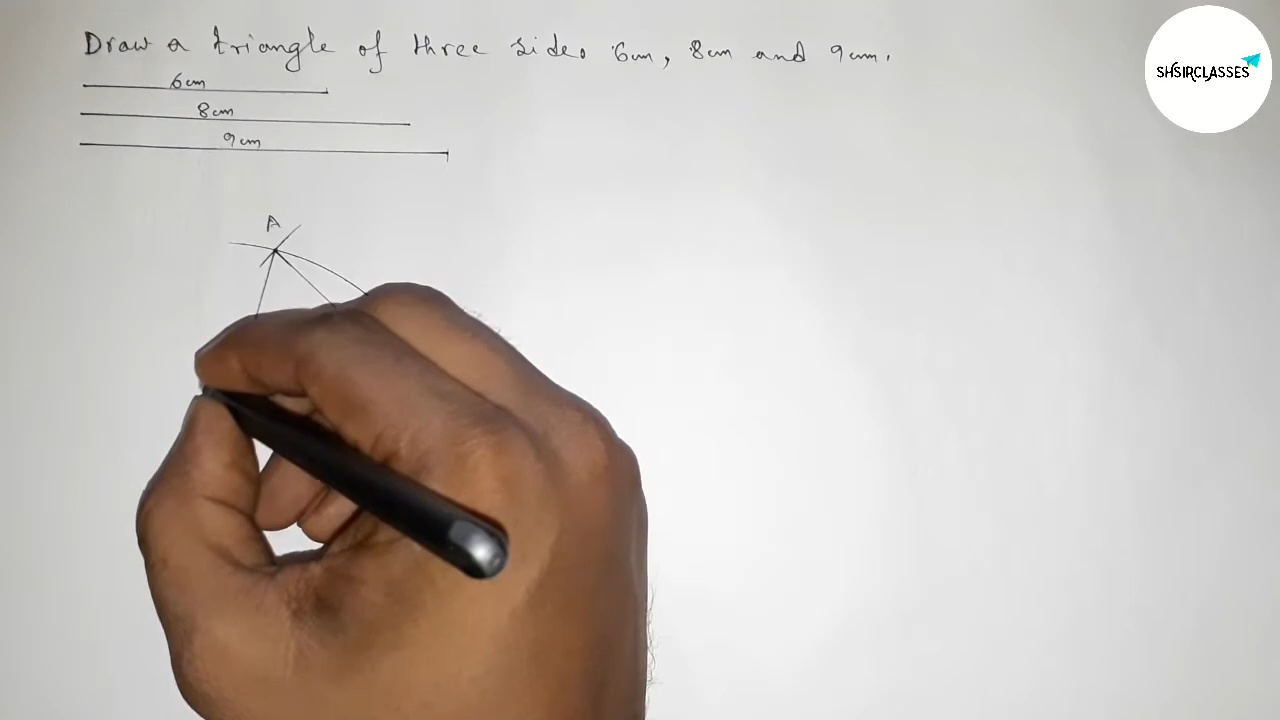 Draw a triangle of three sides 6cm, 8cm and 9cm.
SHSIRCLASSES
6cm
8cm
9cm
A